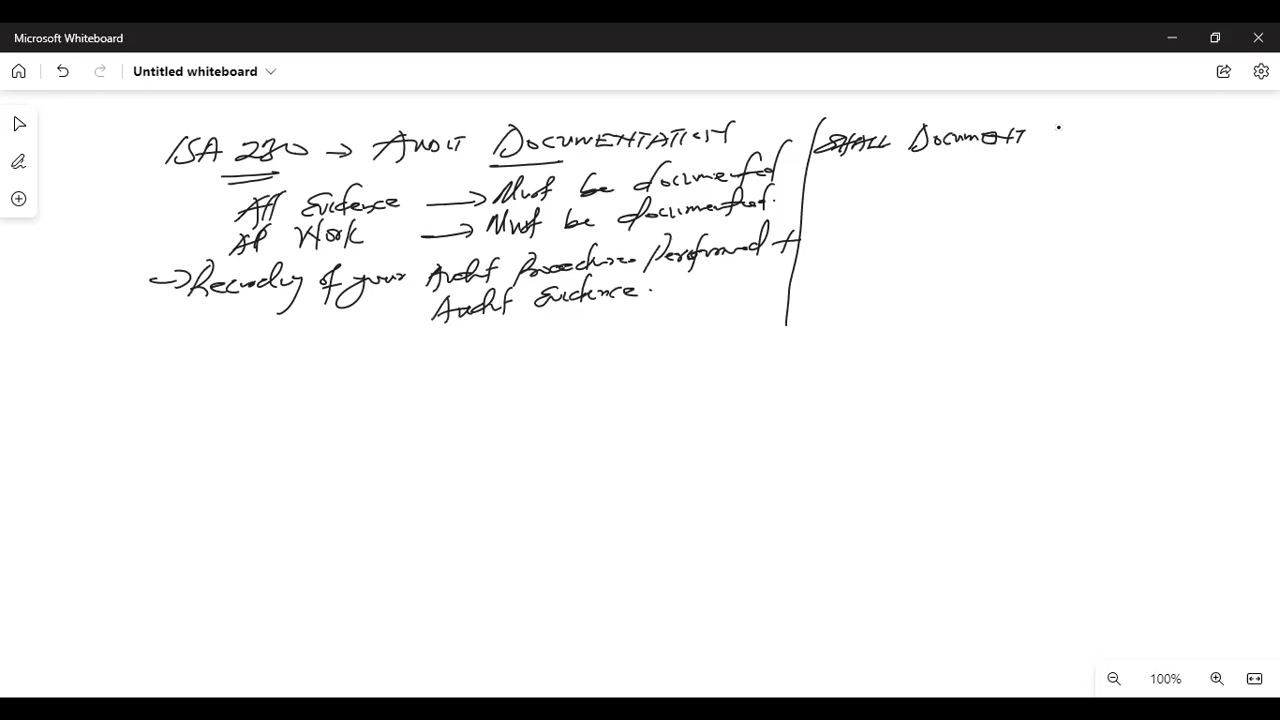 Microsoft Whiteboard
Untitled whiteboard
ISA 230 → AUDIT DOCUMENTATION
All Evidence → Must be documented
All Work → Must be documented.
→ Recording of your Audit Procedures Performed +
Audit Evidence.
SHALL DOCUMENT
100%